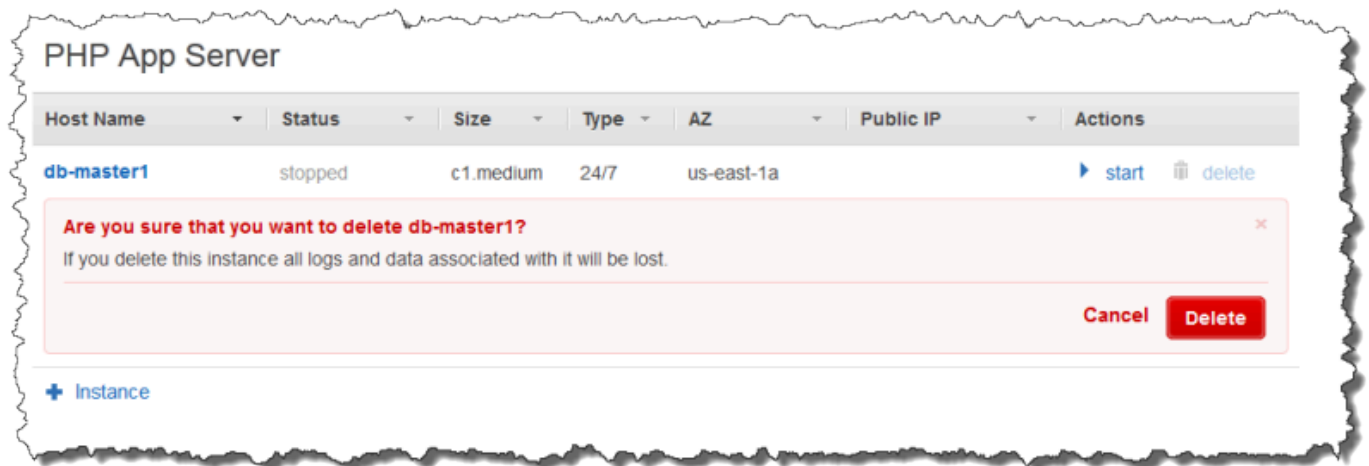 PHP App Server
Host Name Status Size Type AZ Public IP Actions
db-master1 stopped c1.medium 24/7 us-east-1a start delete
Are you sure that you want to delete db-master1?
If you delete this instance all logs and data associated with it will be lost.
Cancel Delete
Instance